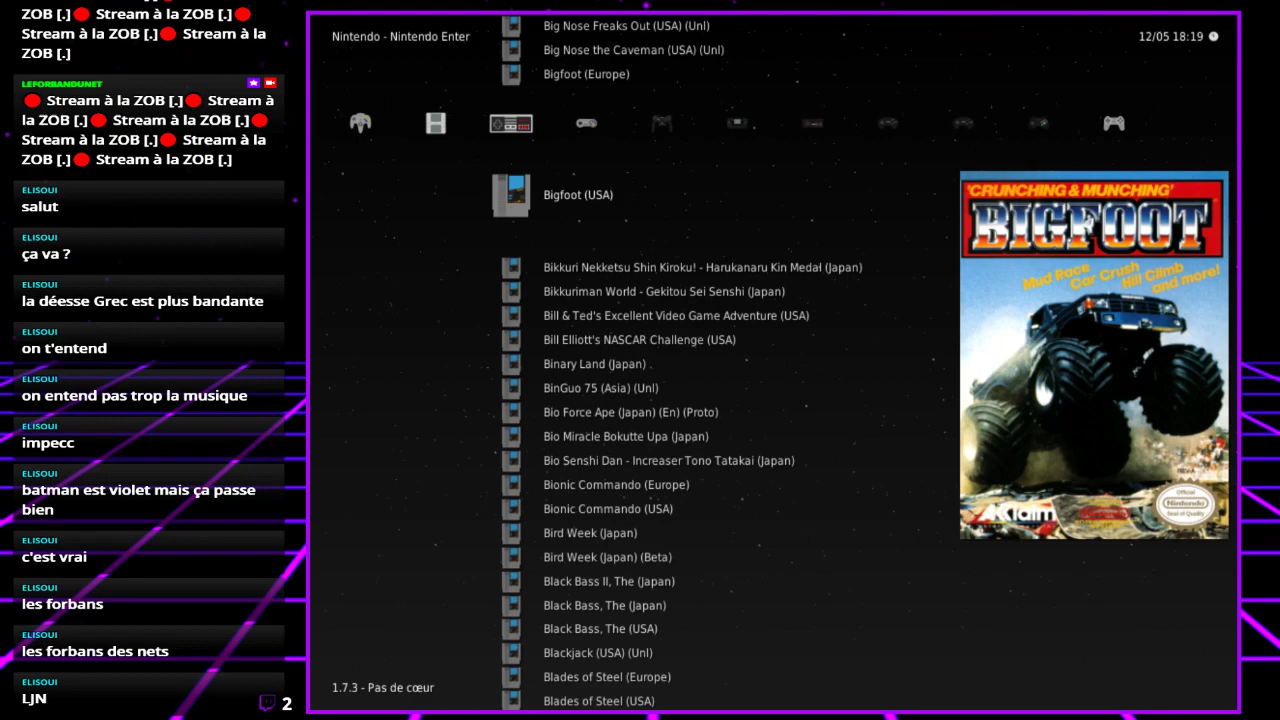 ZOB [.]🔴 Stream à la ZOB [.]🔴
Stream à la ZOB [.]🔴 Stream à la
ZOB [.]
LEFORBANDUNET
🔴 Stream à la ZOB [.]🔴 Stream à
la ZOB [.]🔴 Stream à la ZOB [.]🔴
Stream à la ZOB [.]🔴 Stream à la
ZOB [.]🔴 Stream à la ZOB [.]
ELISOUI
salut
ELISOUI
ça va ?
ELISOUI
la déesse Grec est plus bandante
ELISOUI
on t'entend
ELISOUI
on entend pas trop la musique
ELISOUI
impecc
ELISOUI
batman est violet mais ça passe
bien
ELISOUI
c'est vrai
ELISOUI
les forbans
ELISOUI
les forbans des nets
ELISOUI
LJN
2
Nintendo - Nintendo Enter
12/05 18:19
Big Nose Freaks Out (USA) (Unl)
Big Nose the Caveman (USA) (Unl)
Bigfoot (Europe)
Bigfoot (USA)
Bikkuri Nekketsu Shin Kiroku! - Harukanaru Kin Medal (Japan)
Bikkuriman World - Gekitou Sei Senshi (Japan)
Bill & Ted's Excellent Video Game Adventure (USA)
Bill Elliott's NASCAR Challenge (USA)
Binary Land (Japan)
BinGuo 75 (Asia) (Unl)
Bio Force Ape (Japan) (En) (Proto)
Bio Miracle Bokutte Upa (Japan)
Bio Senshi Dan - Increaser Tono Tatakai (Japan)
Bionic Commando (Europe)
Bionic Commando (USA)
Bird Week (Japan)
Bird Week (Japan) (Beta)
Black Bass II, The (Japan)
Black Bass, The (Japan)
Black Bass, The (USA)
Blackjack (USA) (Unl)
Blades of Steel (Europe)
Blades of Steel (USA)
1.7.3 - Pas de cœur
'CRUNCHING & MUNCHING'
BIGFOOT
Mud Race
Car Crush
Hill Climb
and more!
REV-A
AKlaim
Official
Nintendo
Seal of Quality